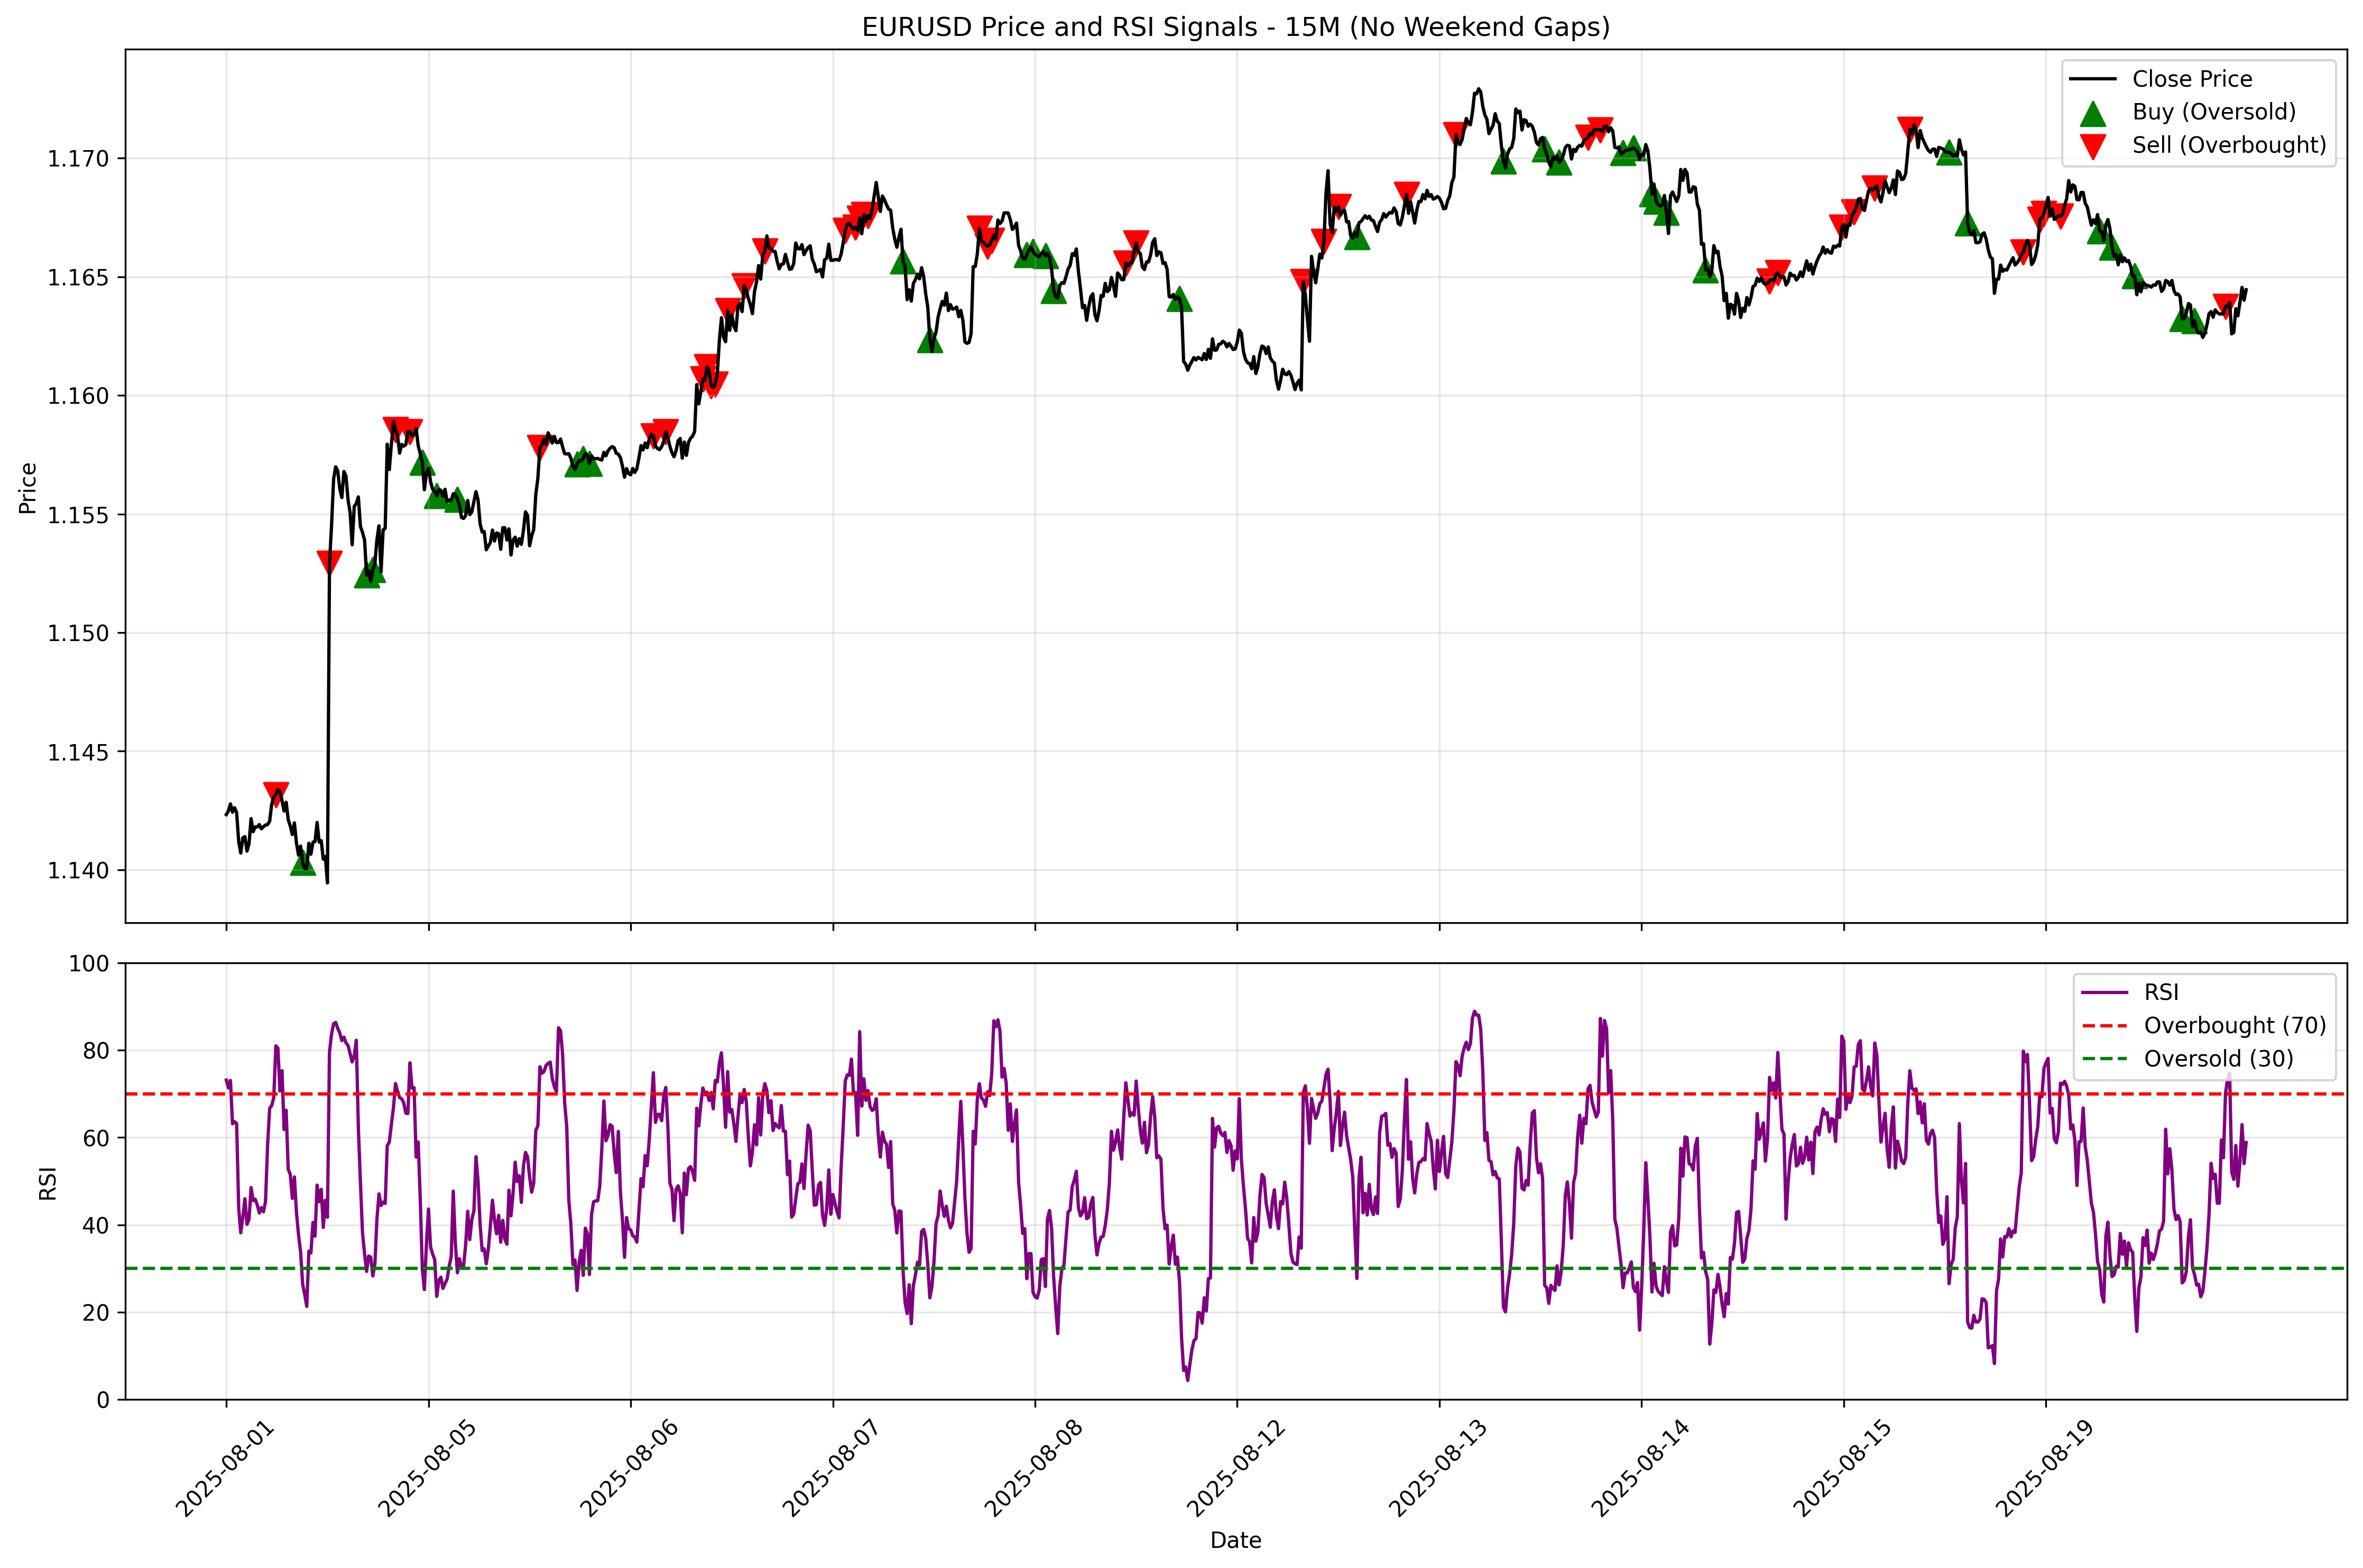 EURUSD Price and RSI Signals - 15M (No Weekend Gaps)
Close Price
Buy (Oversold)
Sell (Overbought)
Price
1.170
1.165
1.160
1.155
1.150
1.145
1.140
RSI
Overbought (70)
Oversold (30)
RSI
100
80
60
40
20
0
2025-08-01
2025-08-05
2025-08-06
2025-08-07
2025-08-08
2025-08-12
2025-08-13
2025-08-14
2025-08-15
2025-08-19
Date